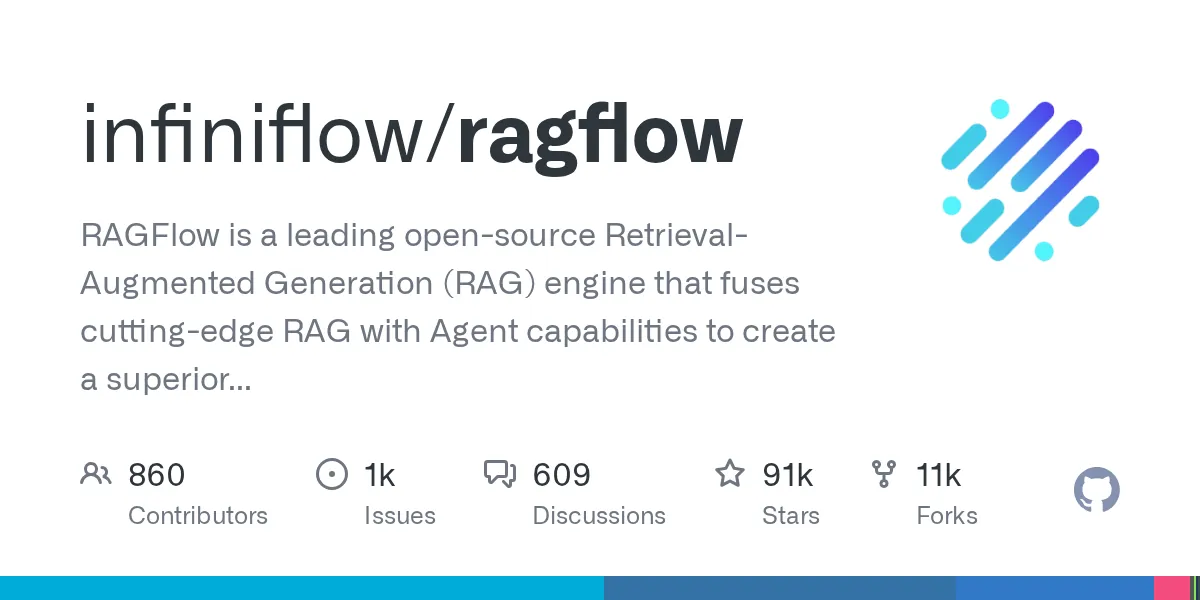 infiniflow/ragflow
RAGFlow is a leading open-source Retrieval-
Augmented Generation (RAG) engine that fuses
cutting-edge RAG with Agent capabilities to create
a superior...
860 1k 609 91k 11k
Contributors Issues Discussions Stars Forks